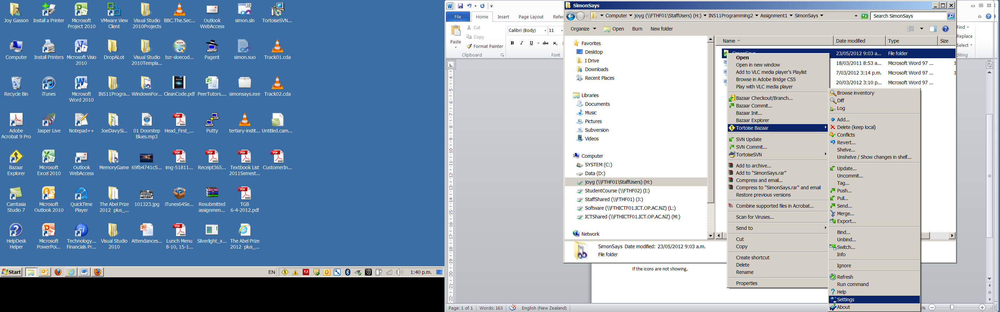 Joy Gasson
Install a Printer
Microsoft
Project 2010
VMware View
Client
Visual Studio
2010Projects
BBC.The.Sec...
Outlook
WebAccess
simon.sln
TortoiseSVN...
Computer
Install Printers
Microsoft Visio
2010
DropALot
Visual Studio
2010Templa...
bzr-sloecod...
Pagent
simon.suo
Track01.cda
Recycle Bin
iTunes
Microsoft
Word 2010
IN511Progra...
WindowsFor...
CleanCode.pdf
PeerTutors....
simonsays.exe
Track02.cda
Adobe
Acrobat 9 Pro
Jasper Live
Notepad++
JoeDavySi...
01 Doorstep
Blues.mp3
Head_First_...
Putty
tertiary-instit...
Untitled.cam...
Bazaar
Explorer
Microsoft
Excel 2010
Outlook
WebAccess
MemoryGame
69fb4741c5...
img-51811...
Receipt365...
Textbook List
2011Semest...
CustomerIn...
Camtasia
Studio 7
Microsoft
Outlook 2010
QuickTime
Player
The Abel Prize
2012 plus_...
101323.jpg
iTunes64Se...
Resubmitted
assignmen...
TGB
6-4-2012.pdf
HelpDesk
Helper
Microsoft
PowerPoi...
Technology...
Financials Pr...
Visual Studio
2010
Attendances...
Lunch Menu
8-10, 15-1...
Silverlight_x...
The Abel Prize
2012 plus_...
Start
EN
1:40 p.m.
File
Home
Insert
Page Layout
Refer
Paste
Cut
Copy
Format Painter
Clipboard
Calibri (Body)
11
B I U abc x₂
Font
Find
Replace
Select
diting
If the icons are not showing,
Page: 1 of 1
Words: 163
English (New Zealand)
SimonSays
Computer
joyg (\\FTHF01\StaffUsers) (H:)
IN511Programming2
Assignment1
SimonSays
Search SimonSays
Organize
Open
Burn
New folder
Favorites
Desktop
I Drive
Downloads
Recent Places
Libraries
Documents
Music
Pictures
Subversion
Videos
Computer
SYSTEM (C:)
Data (D:)
joyg (\\FTHF01\StaffUsers) (H:)
StudentCourse (\\FTHF02) (I:)
StaffShared (\\FTHF01) (J:)
Software (\\FTHICTF01.ICT.OP.AC.NZ) (L:)
ICTShared (\\FTHICTF01.ICT.OP.AC.NZ) (M:)
Network
Name
Date modified
Type
Size
SimonSays
23/05/2012 9:03 a...
File folder
18/03/2011 8:53 a...
Microsoft Word 97 ...
7/03/2012 3:14 p.m.
Microsoft Word 97 ...
20/03/2012 3:10 p...
Microsoft Word 97 ...
SimonSays Date modified: 23/05/2012 9:03 a.m.
File folder
Open
Open in new window
Add to VLC media player's Playlist
Browse in Adobe Bridge CS5
Play with VLC media player
Bazaar Checkout/Branch...
Bazaar Commit...
Bazaar Init...
Bazaar Explorer
Tortoise Bazaar
SVN Update
SVN Commit...
TortoiseSVN
Add to archive...
Add to "SimonSays.rar"
Compress and email...
Compress to "SimonSays.rar" and email
Restore previous versions
Combine supported files in Acrobat...
Scan for Viruses...
Send to
Cut
Copy
Create shortcut
Delete
Rename
Properties
Browse inventory
Diff
Log
Add...
Delete (keep local)
Conflicts
Revert...
Shelve...
Unshelve / Show changes in shelf...
Update...
Uncommit...
Tag...
Push...
Pull...
Send...
Merge...
Export...
Bind...
Unbind...
Switch...
Info
Ignore
Refresh
Run command
Help
Settings
About